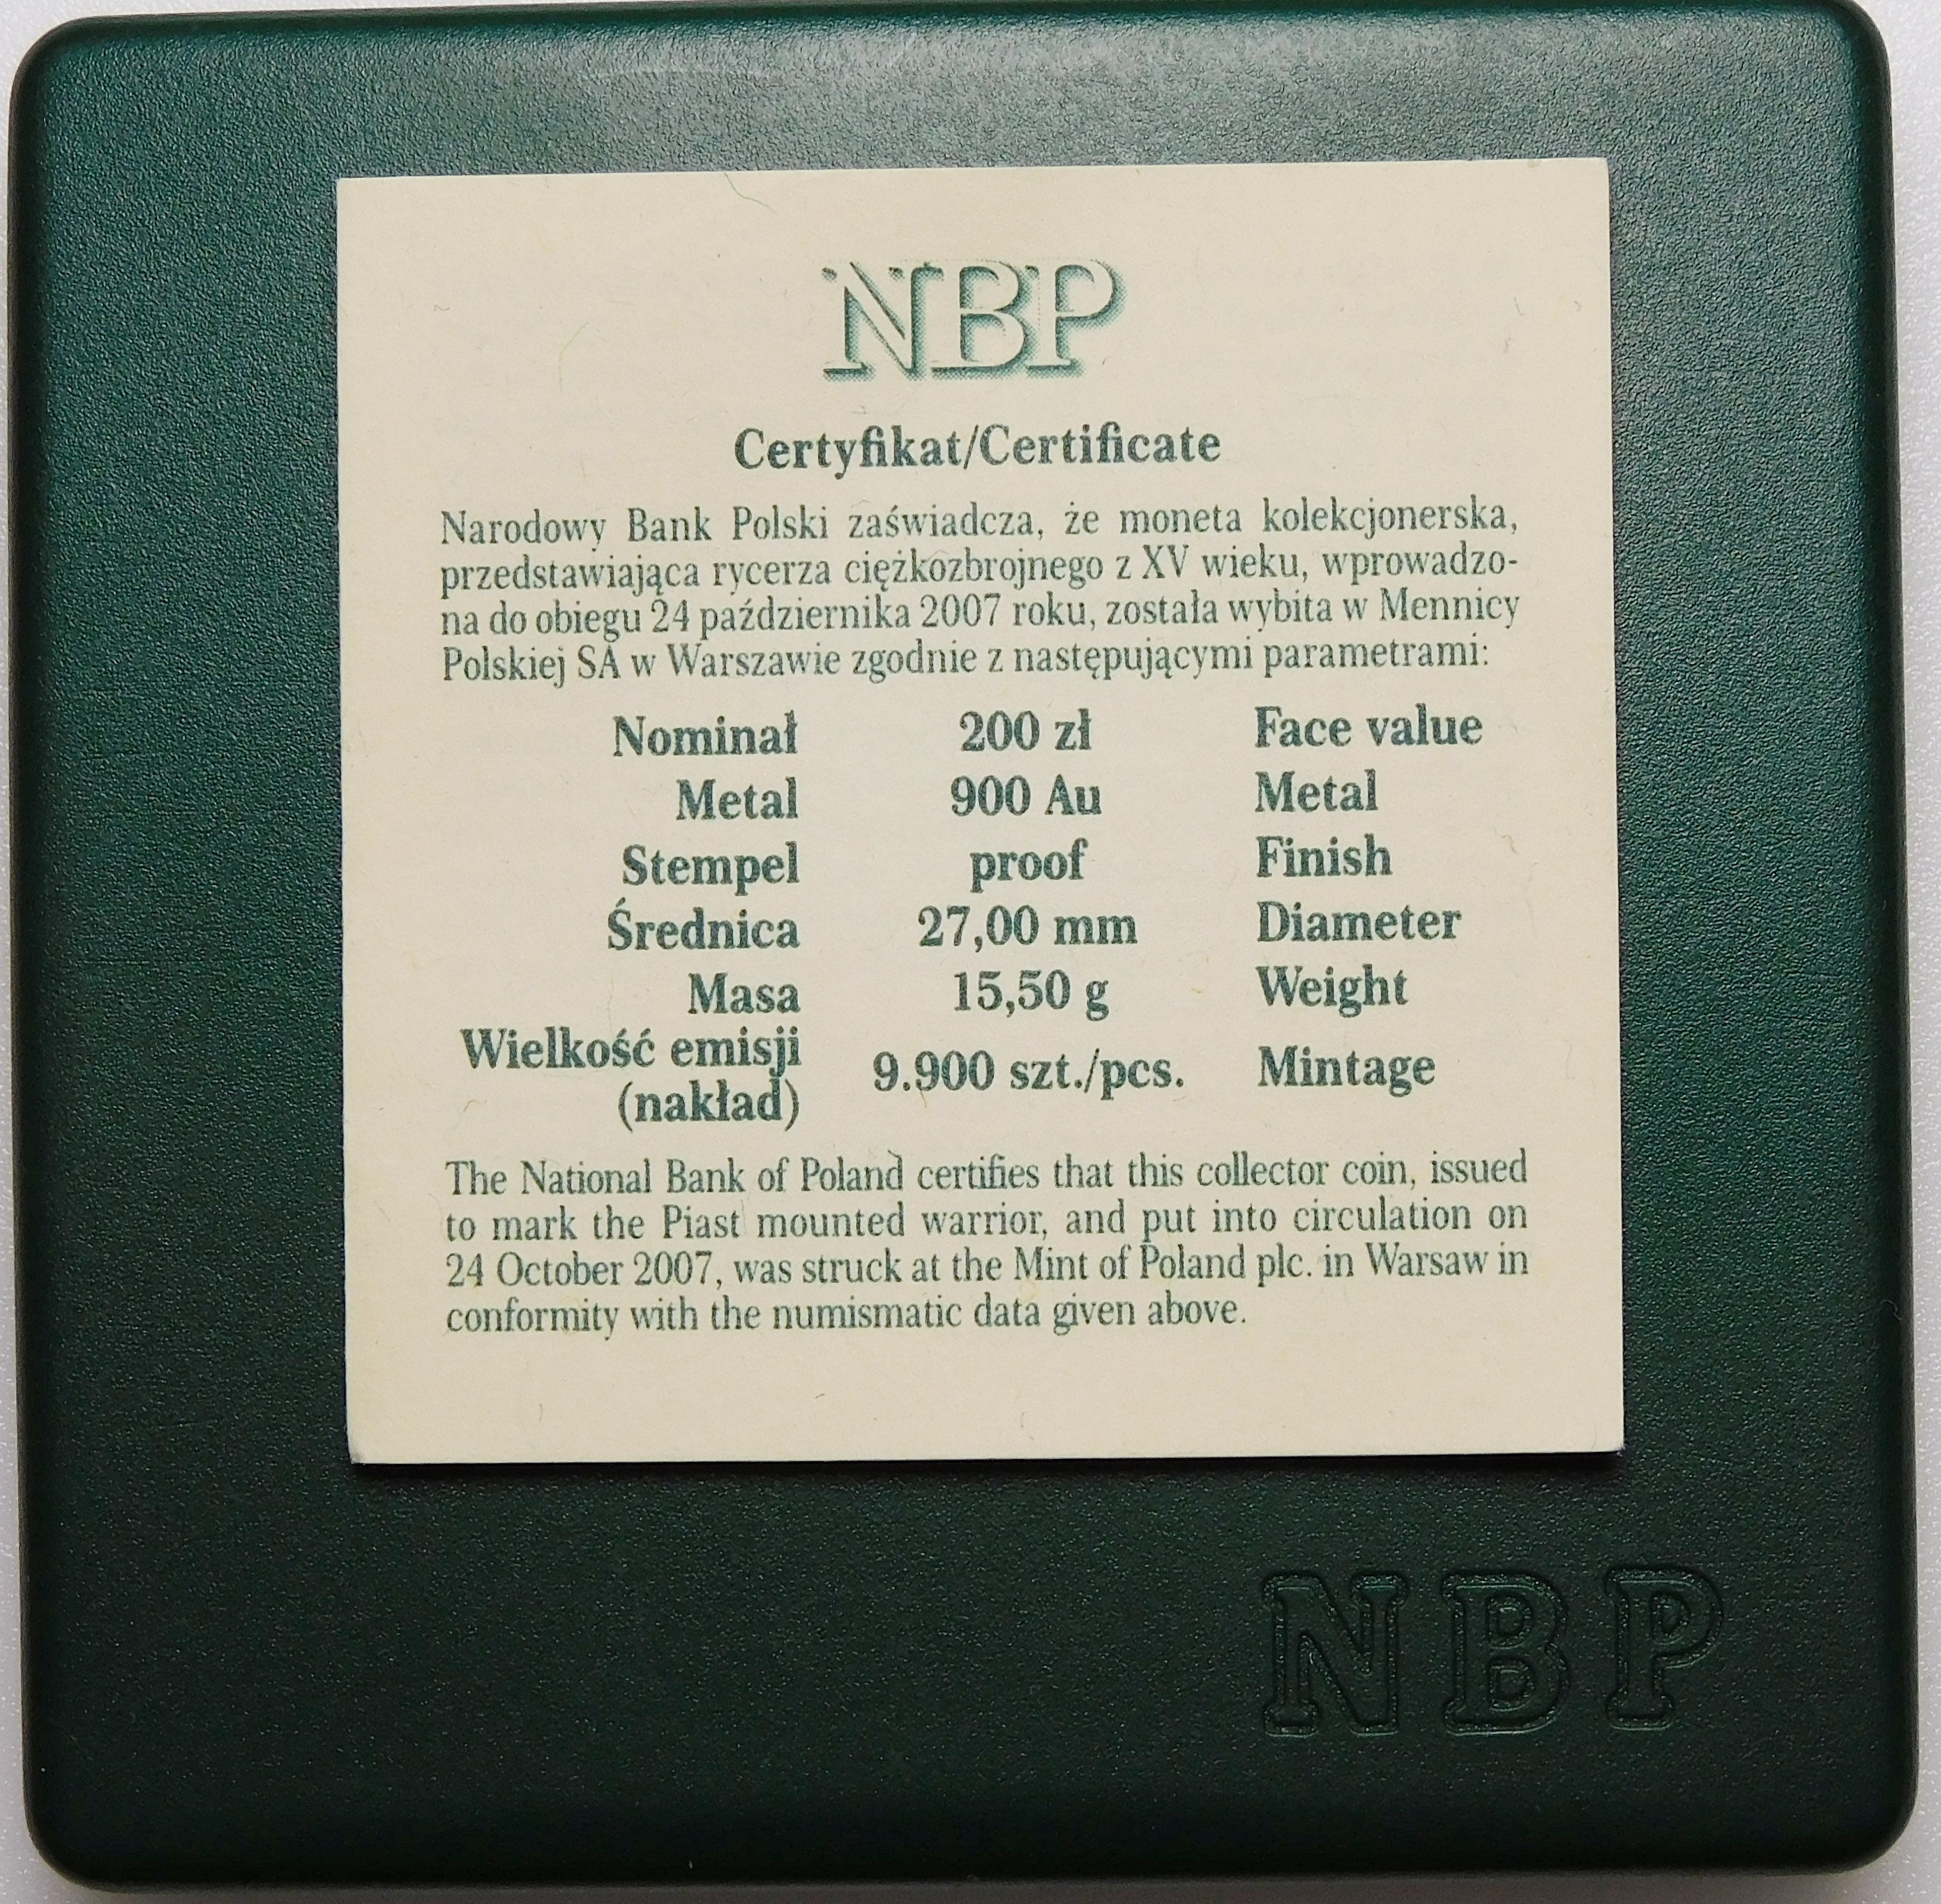 NBP
Certyfikat/Certificate
Narodowy Bank Polski zaświadcza, że moneta kolekcjonerska,
przedstawiająca rycerza ciężkozbrojnego z XV wieku, wprowadzo-
na do obiegu 24 października 2007 roku, została wybita w Mennicy
Polskiej SA w Warszawie zgodnie z następującymi parametrami:
Nominał 200 zł Face value
Metal 900 Au Metal
Stempel proof Finish
Średnica 27,00 mm Diameter
Masa 15,50 g Weight
Wielkość emisji
(nakład) 9.900 szt./pcs. Mintage
The National Bank of Poland certifies that this collector coin, issued
to mark the Piast mounted warrior, and put into circulation on
24 October 2007, was struck at the Mint of Poland plc. in Warsaw in
conformity with the numismatic data given above.
NBP